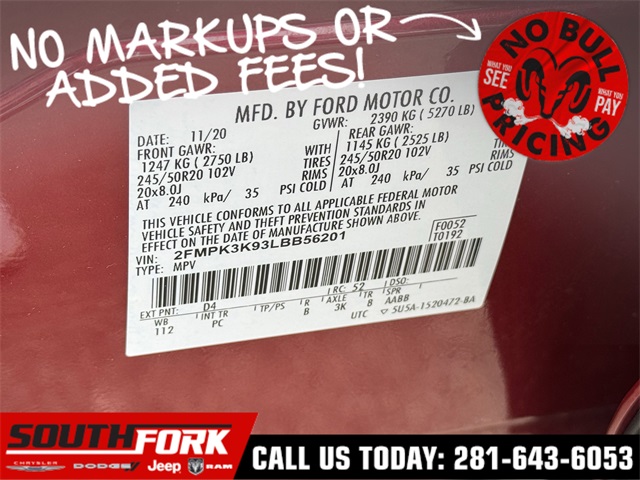 NO MARKUPS OR
ADDED FEES!
NO BULL
WHAT YOU SEE
WHAT YOU PAY
PRICING
MFD. BY FORD MOTOR CO.
DATE: 11/20
GVWR: 2390 KG (5270 LB)
FRONT GAWR: REAR GAWR:
1247 KG (2750 LB) WITH 1145 KG (2525 LB) WITH
245/50R20 102V TIRES 245/50R20 102V TIRES
20x8.0J RIMS 20x8.0J RIMS
AT 240 kPa/ 35 PSI COLD AT 240 kPa/ 35 PSI COLD
THIS VEHICLE CONFORMS TO ALL APPLICABLE FEDERAL MOTOR
VEHICLE SAFETY AND THEFT PREVENTION STANDARDS IN
EFFECT ON THE DATE OF MANUFACTURE SHOWN ABOVE.
VIN: 2FMPK3K93LBB56201
TYPE: MPV
F0052
T0192
EXT PNT: D4 RC: 52 DSO:
WB INT TR TP/PS R AXLE TR SPR
112 PC B 3K B AABB
UTC 5U5A-1520472-BA
SOUTHFORK
CHRYSLER DODGE Jeep RAM
CALL US TODAY: 281-643-6053